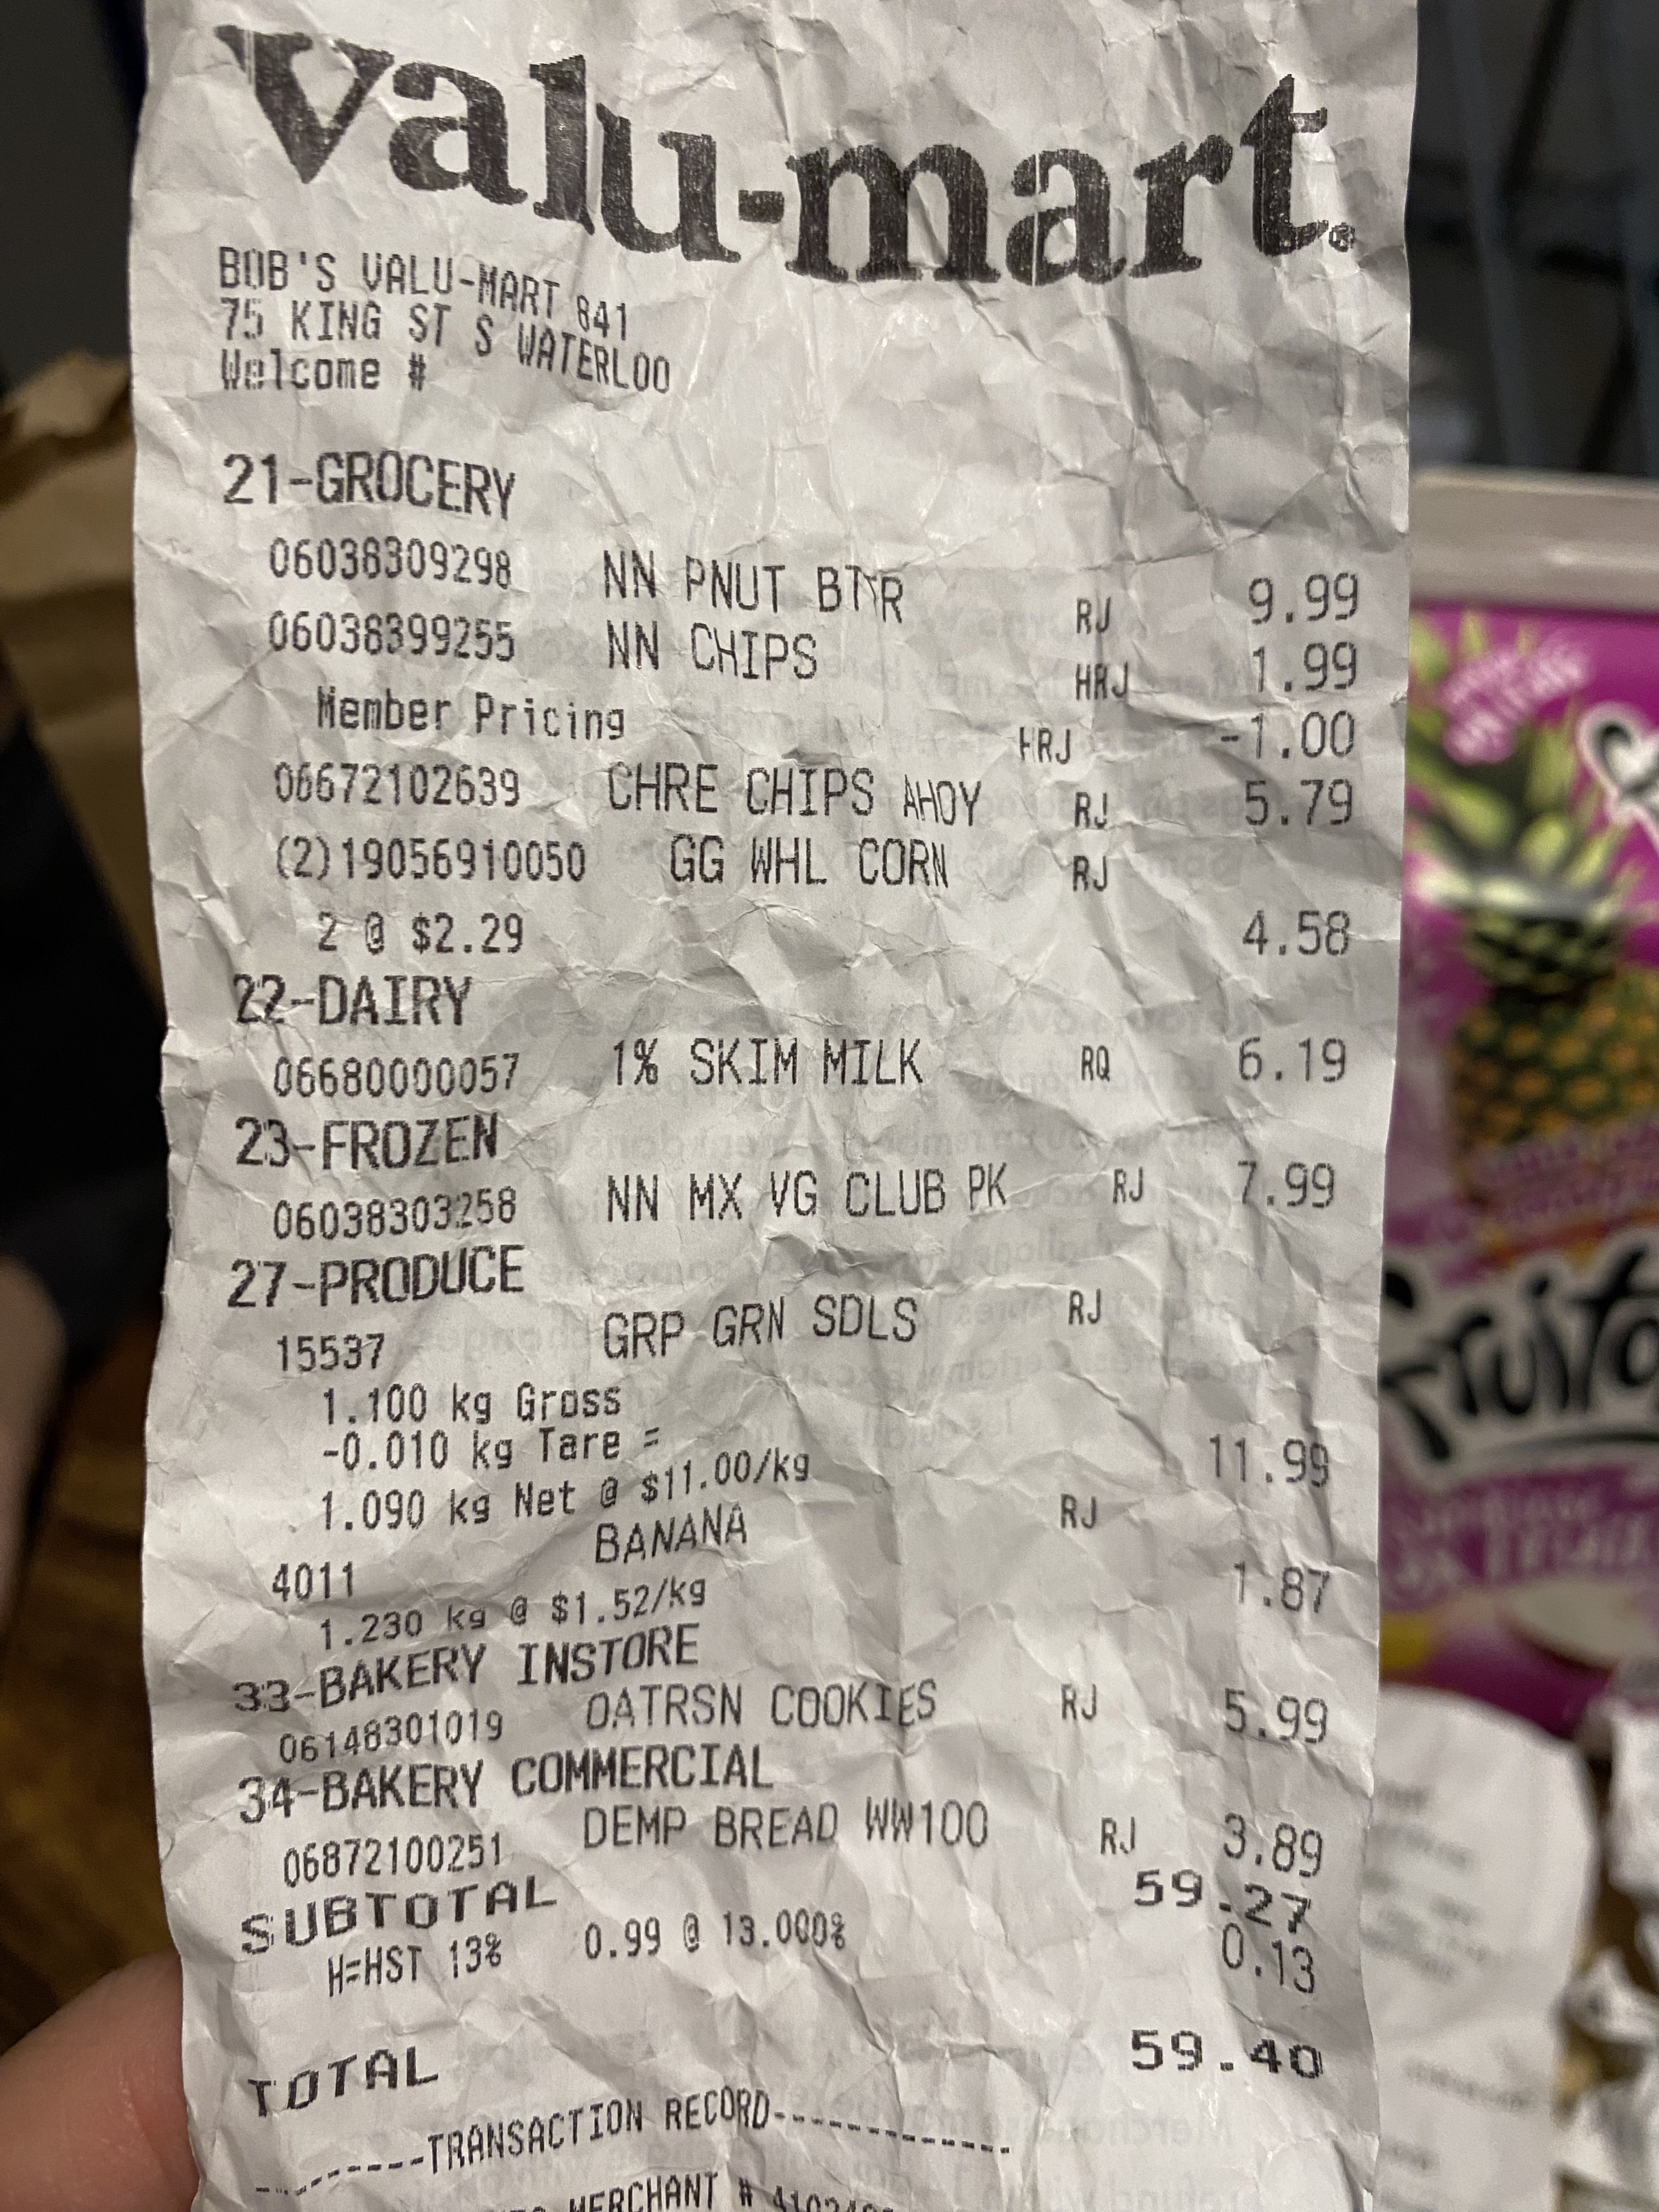 valu-mart®
BOB'S VALU-MART 841
75 KING ST S WATERLOO
Welcome #
21-GROCERY
06038309298 NN PNUT BTR RJ 9.99
06038399255 NN CHIPS HRJ 1.99
Member Pricing HRJ -1.00
06672102639 CHRE CHIPS AHOY RJ 5.79
(2)19056910050 GG WHL CORN RJ
2 @ $2.29 4.58
22-DAIRY
06680000057 1% SKIM MILK RQ 6.19
23-FROZEN
06038303258 NN MX VG CLUB PK RJ 7.99
27-PRODUCE
15537 GRP GRN SDLS RJ
1.100 kg Gross
-0.010 kg Tare =
1.090 kg Net @ $11.00/kg 11.99
4011 BANANA RJ
1.230 kg @ $1.52/kg 1.87
33-BAKERY INSTORE
06148301019 OATRSN COOKIES RJ 5.99
34-BAKERY COMMERCIAL
06872100251 DEMP BREAD WW100 RJ 3.89
SUBTOTAL 59.27
H=HST 13% 0.99 @ 13.000% 0.13
TOTAL 59.40
---------TRANSACTION RECORD------------
MERCHANT #